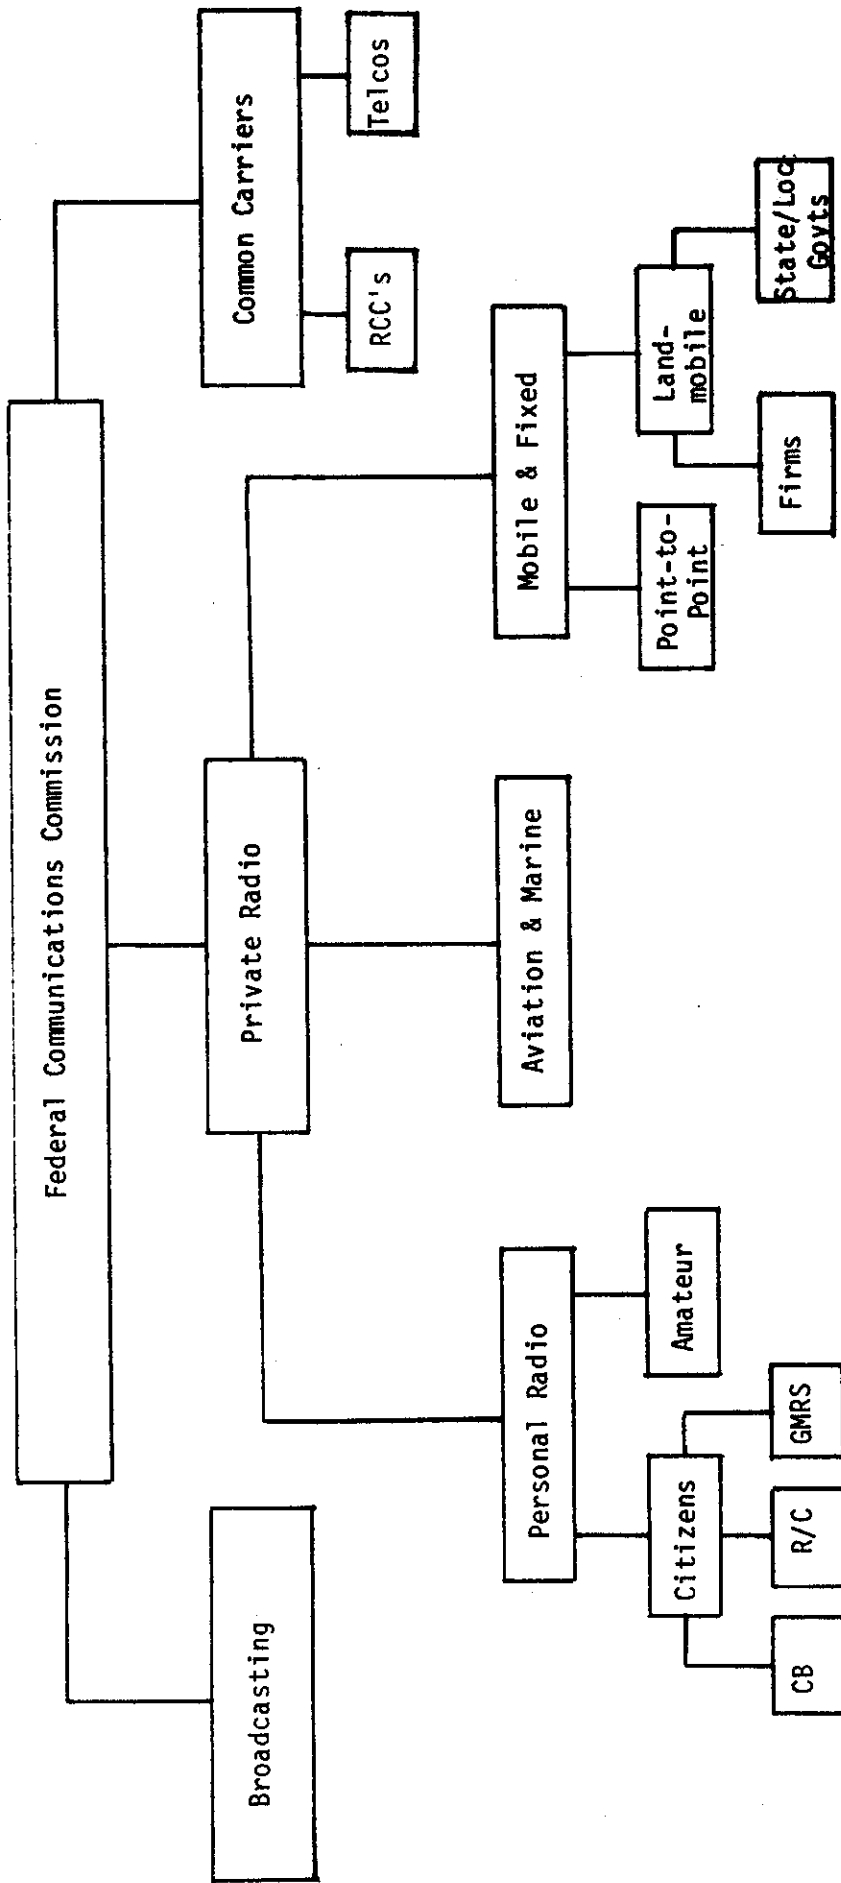 Federal Communications Commission
Broadcasting
Private Radio
Common Carriers
RCC's
Telcos
Personal Radio
Aviation & Marine
Mobile & Fixed
Citizens
Amateur
Point-to-
Point
Land-
mobile
CB
R/C
GMRS
Firms
State/Loc
Govts